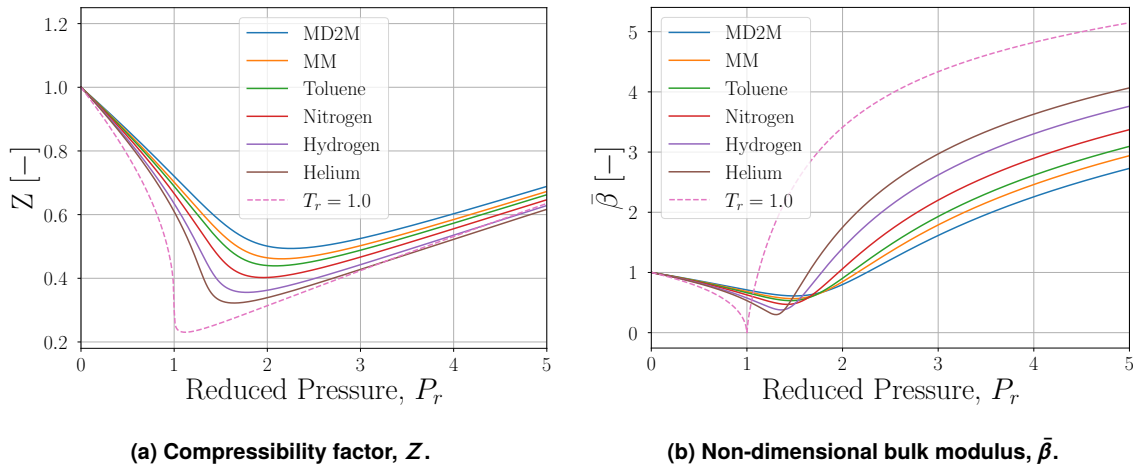 1.2
1.0
0.8
0.6
0.4
0.2
Z [−]
MD2M
MM
Toluene
Nitrogen
Hydrogen
Helium
T_r = 1.0
0 1 2 3 4 5
Reduced Pressure, P_r
(a) Compressibility factor, Z.
5
4
3
2
1
0
β̄ [−]
MD2M
MM
Toluene
Nitrogen
Hydrogen
Helium
T_r = 1.0
0 1 2 3 4 5
Reduced Pressure, P_r
(b) Non-dimensional bulk modulus, β̄.